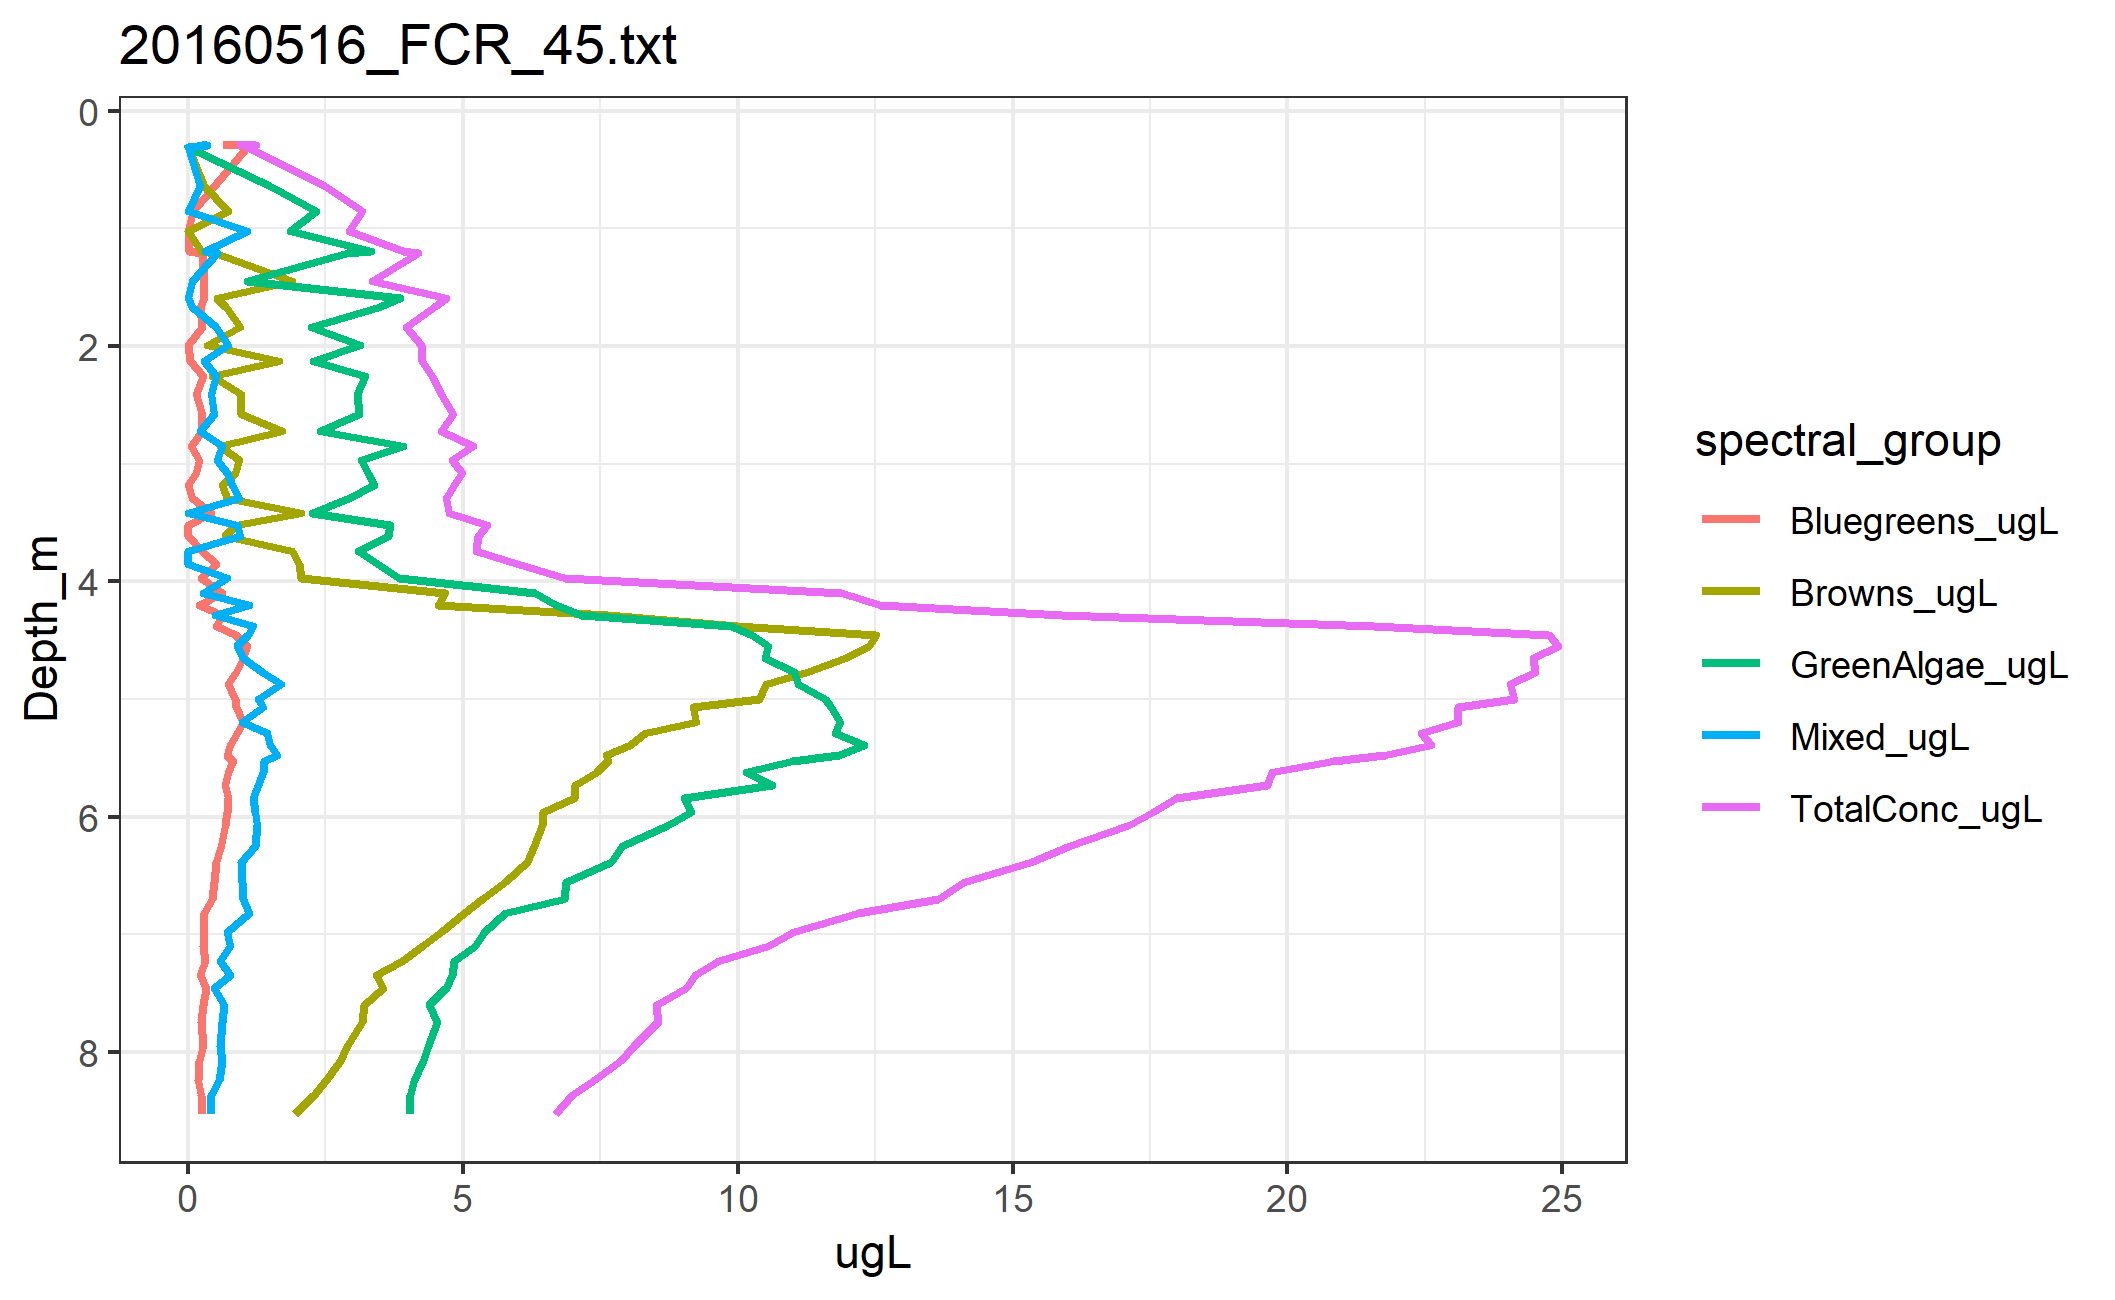 20160516_FCR_45.txt
0
2
4
6
8
Depth_m
0 5 10 15 20 25
ugL
spectral_group
Bluegreens_ugL
Browns_ugL
GreenAlgae_ugL
Mixed_ugL
TotalConc_ugL